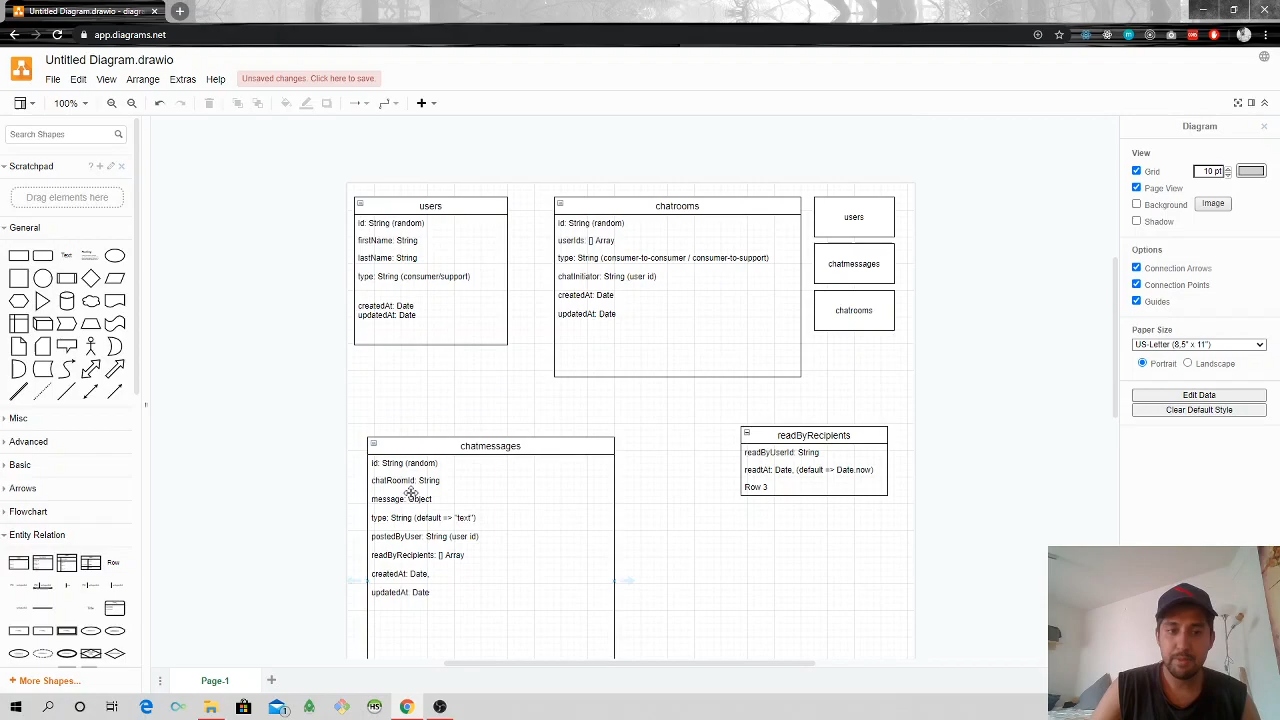 Untitled Diagram.drawio - diagra
app.diagrams.net
Untitled Diagram.drawio
File Edit View Arrange Extras Help
Unsaved changes. Click here to save.
100%
Search Shapes
Scratchpad
Drag elements here
General
Text
Misc
Advanced
Basic
Arrows
Flowchart
Entity Relation
Row
+ More Shapes...
users
id: String (random)
firstName: String
lastName: String
type: String (consumer/support)
createdAt: Date
updatedAt: Date
chatrooms
id: String (random)
userIds: [] Array
type: String (consumer-to-consumer / consumer-to-support)
chatInitiator: String (user id)
createdAt: Date
updatedAt: Date
users
chatmessages
chatrooms
chatmessages
id: String (random)
chatRoomId: String
message: Object
type: String (default => "text")
postedByUser: String (user id)
readByRecipients: [] Array
createdAt: Date,
updatedAt: Date
readByRecipients
readByUserId: String
readtAt: Date, (default => Date.now)
Row 3
Diagram
View
Grid 10 pt
Page View
Background Image
Shadow
Options
Connection Arrows
Connection Points
Guides
Paper Size
US-Letter (8,5" x 11")
Portrait Landscape
Edit Data
Clear Default Style
Page-1